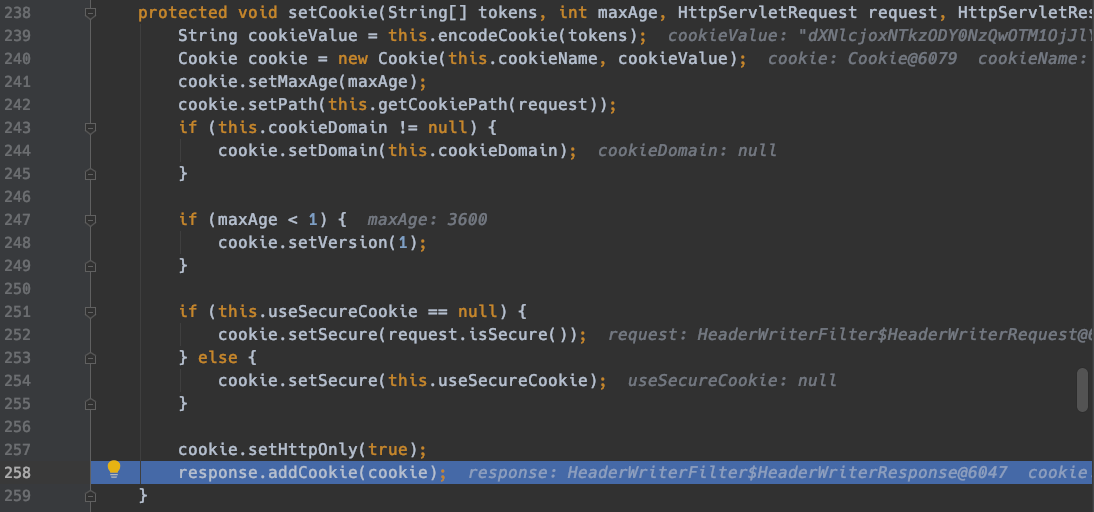 238 protected void setCookie(String[] tokens, int maxAge, HttpServletRequest request, HttpServletRes
239 String cookieValue = this.encodeCookie(tokens); cookieValue: "dXNlcjoxNTkzODY0NzQwOTM1OjJlY
240 Cookie cookie = new Cookie(this.cookieName, cookieValue); cookie: Cookie@6079 cookieName:
241 cookie.setMaxAge(maxAge);
242 cookie.setPath(this.getCookiePath(request));
243 if (this.cookieDomain != null) {
244 cookie.setDomain(this.cookieDomain); cookieDomain: null
245 }
246
247 if (maxAge < 1) { maxAge: 3600
248 cookie.setVersion(1);
249 }
250
251 if (this.useSecureCookie == null) {
252 cookie.setSecure(request.isSecure()); request: HeaderWriterFilter$HeaderWriterRequest@6
253 } else {
254 cookie.setSecure(this.useSecureCookie); useSecureCookie: null
255 }
256
257 cookie.setHttpOnly(true);
258 response.addCookie(cookie); response: HeaderWriterFilter$HeaderWriterResponse@6047 cookie
259 }